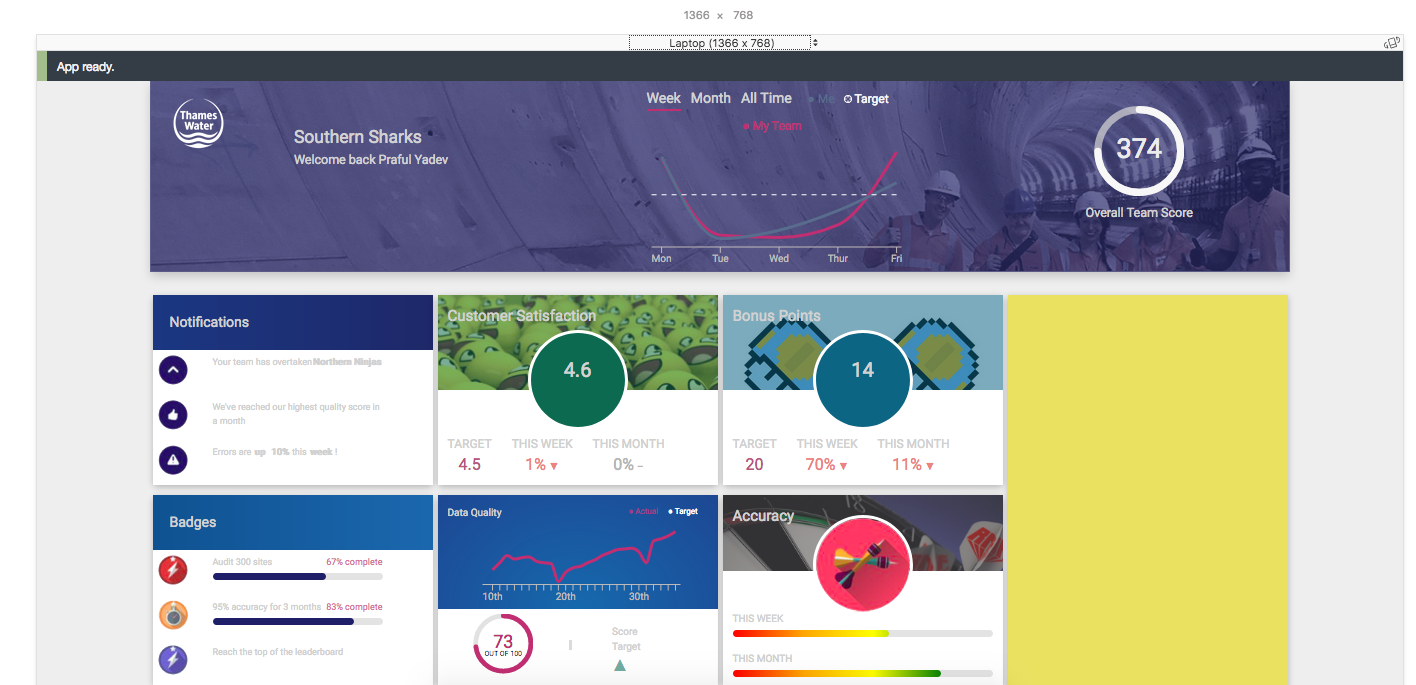 1366 × 768
Laptop (1366 x 768)
App ready.
Thames
Water
Southern Sharks
Welcome back Praful Yadev
Week Month All Time Me Target
My Team
Mon Tue Wed Thur Fri
374
Overall Team Score
Notifications
Your team has overtaken Northern Ninjas
We've reached our highest quality score in
a month
Errors are up 10% this week !
Customer Satisfaction
4.6
TARGET THIS WEEK THIS MONTH
4.5 1% ▾ 0% –
Bonus Points
14
TARGET THIS WEEK THIS MONTH
20 70% ▾ 11% ▾
Badges
Audit 300 sites 67% complete
95% accuracy for 3 months 83% complete
Reach the top of the leaderboard
Data Quality Actual Target
10th 20th 30th
73
OUT OF 100
Score
Target
Accuracy
THIS WEEK
THIS MONTH